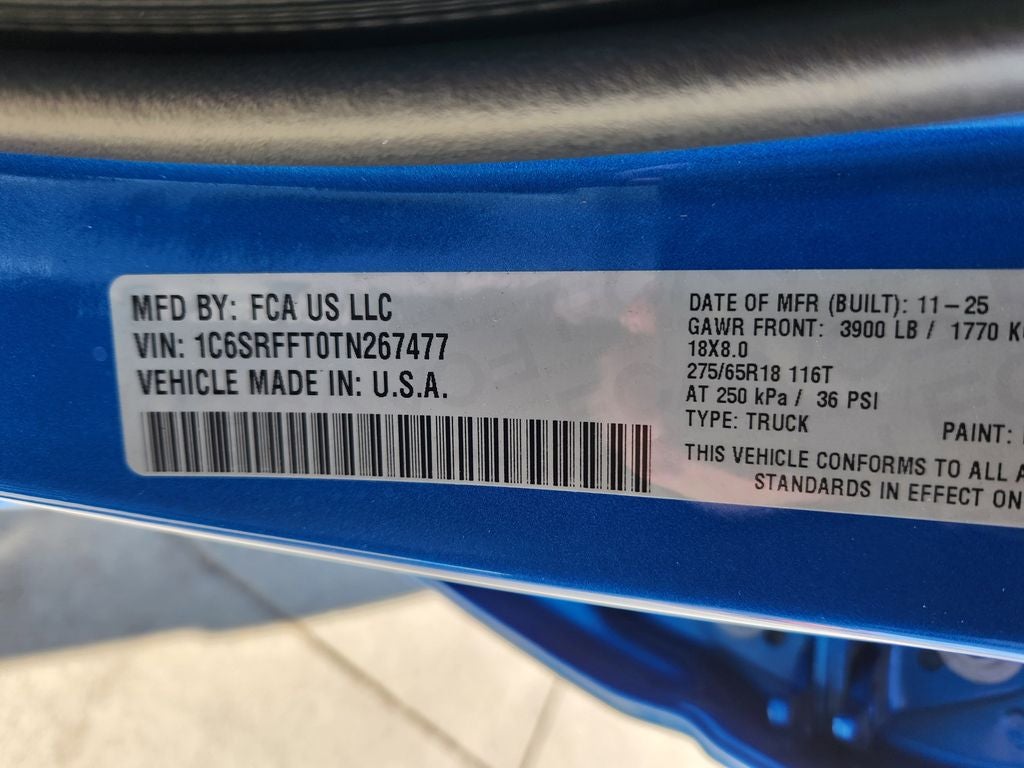 MFD BY: FCA US LLC
VIN: 1C6SRFFT0TN267477
VEHICLE MADE IN: U.S.A.
DATE OF MFR (BUILT): 11-25
GAWR FRONT: 3900 LB / 1770
18X8.0
275/65R18 116T
AT 250 kPa / 36 PSI
TYPE: TRUCK
PAINT:
THIS VEHICLE CONFORMS TO ALL
STANDARDS IN EFFECT ON